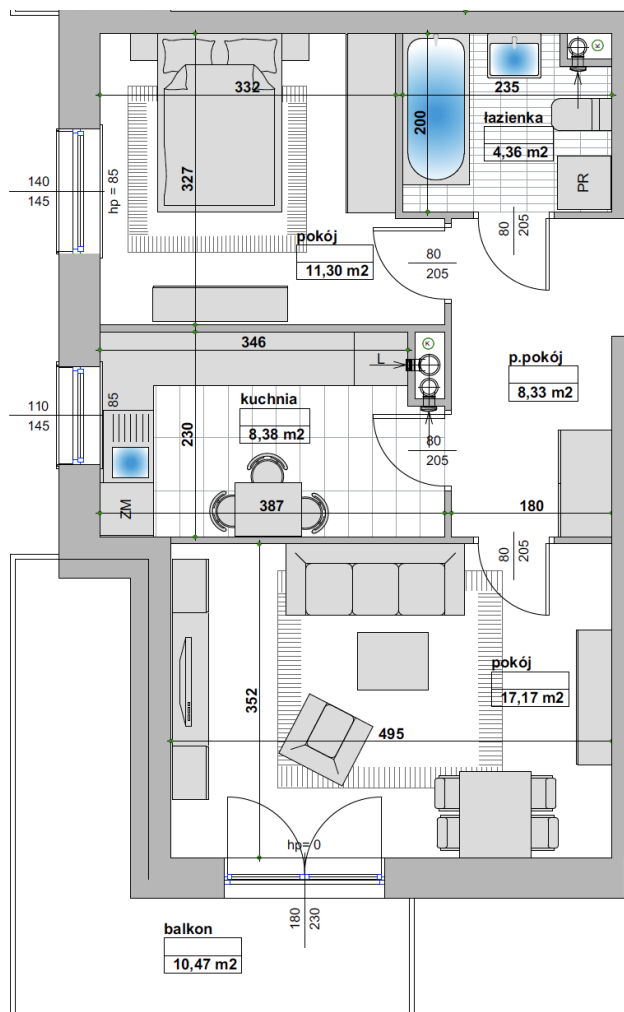 K
332
235
200
łazienka
4,36 m2
140
145
hp = 85
327
PR
pokój
11,30 m2
80
205
80
205
346
K
L
p.pokój
8,33 m2
110
145
85
kuchnia
8,38 m2
230
80
205
ZM
387
180
80
205
pokój
17,17 m2
352
495
hp= 0
180
230
balkon
10,47 m2